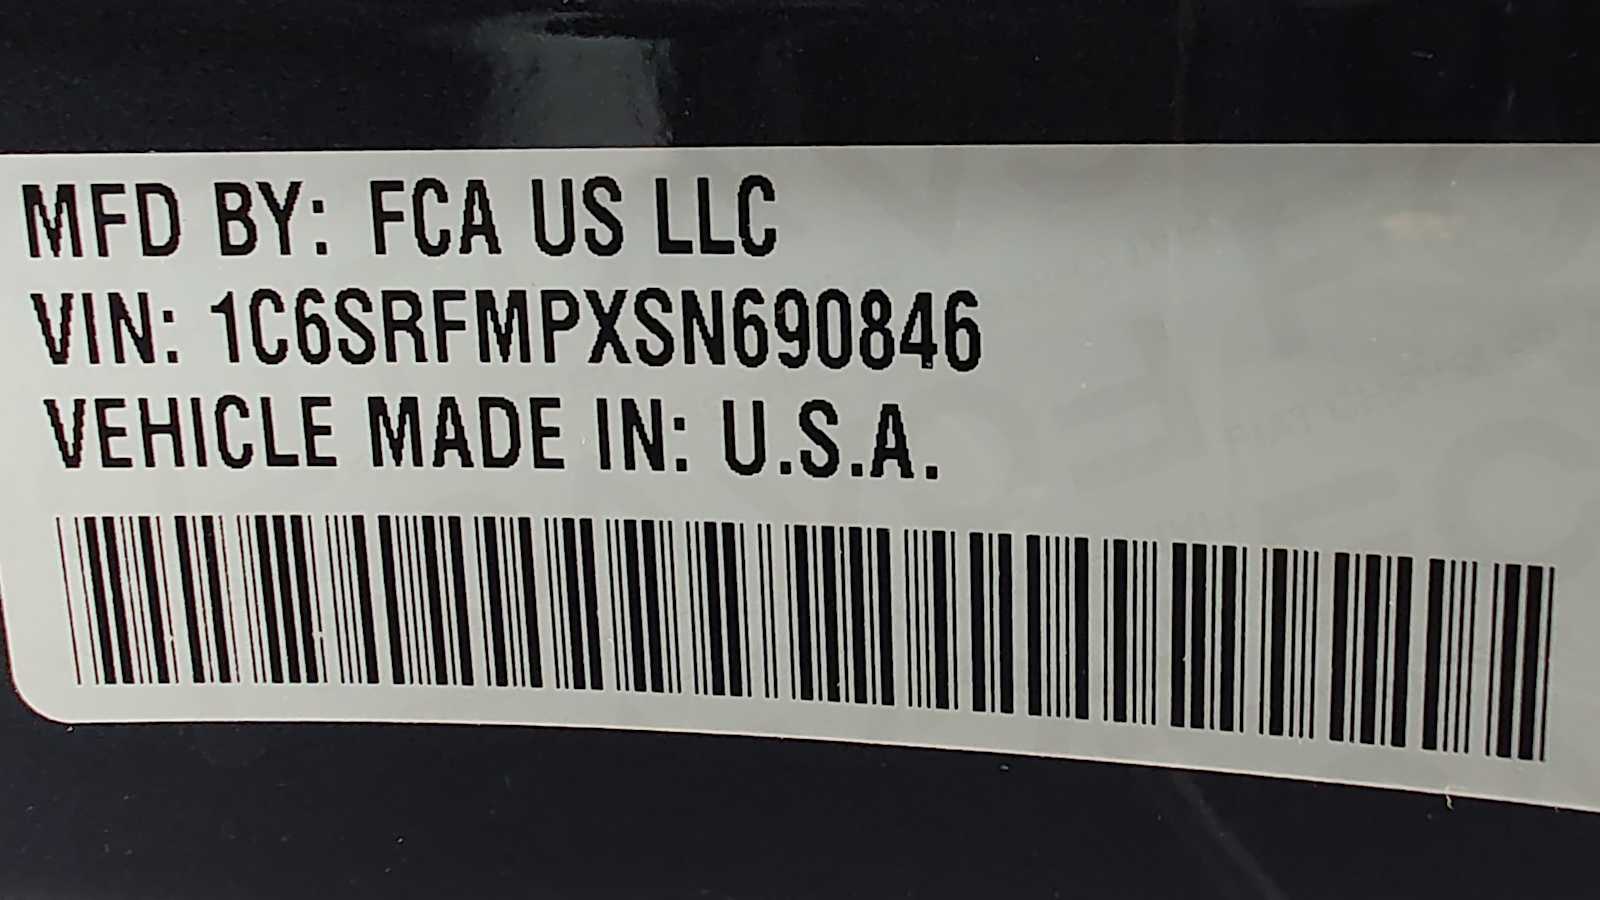 MFD BY: FCA US LLC
VIN: 1C6SRFMPXSN690846
VEHICLE MADE IN: U.S.A.